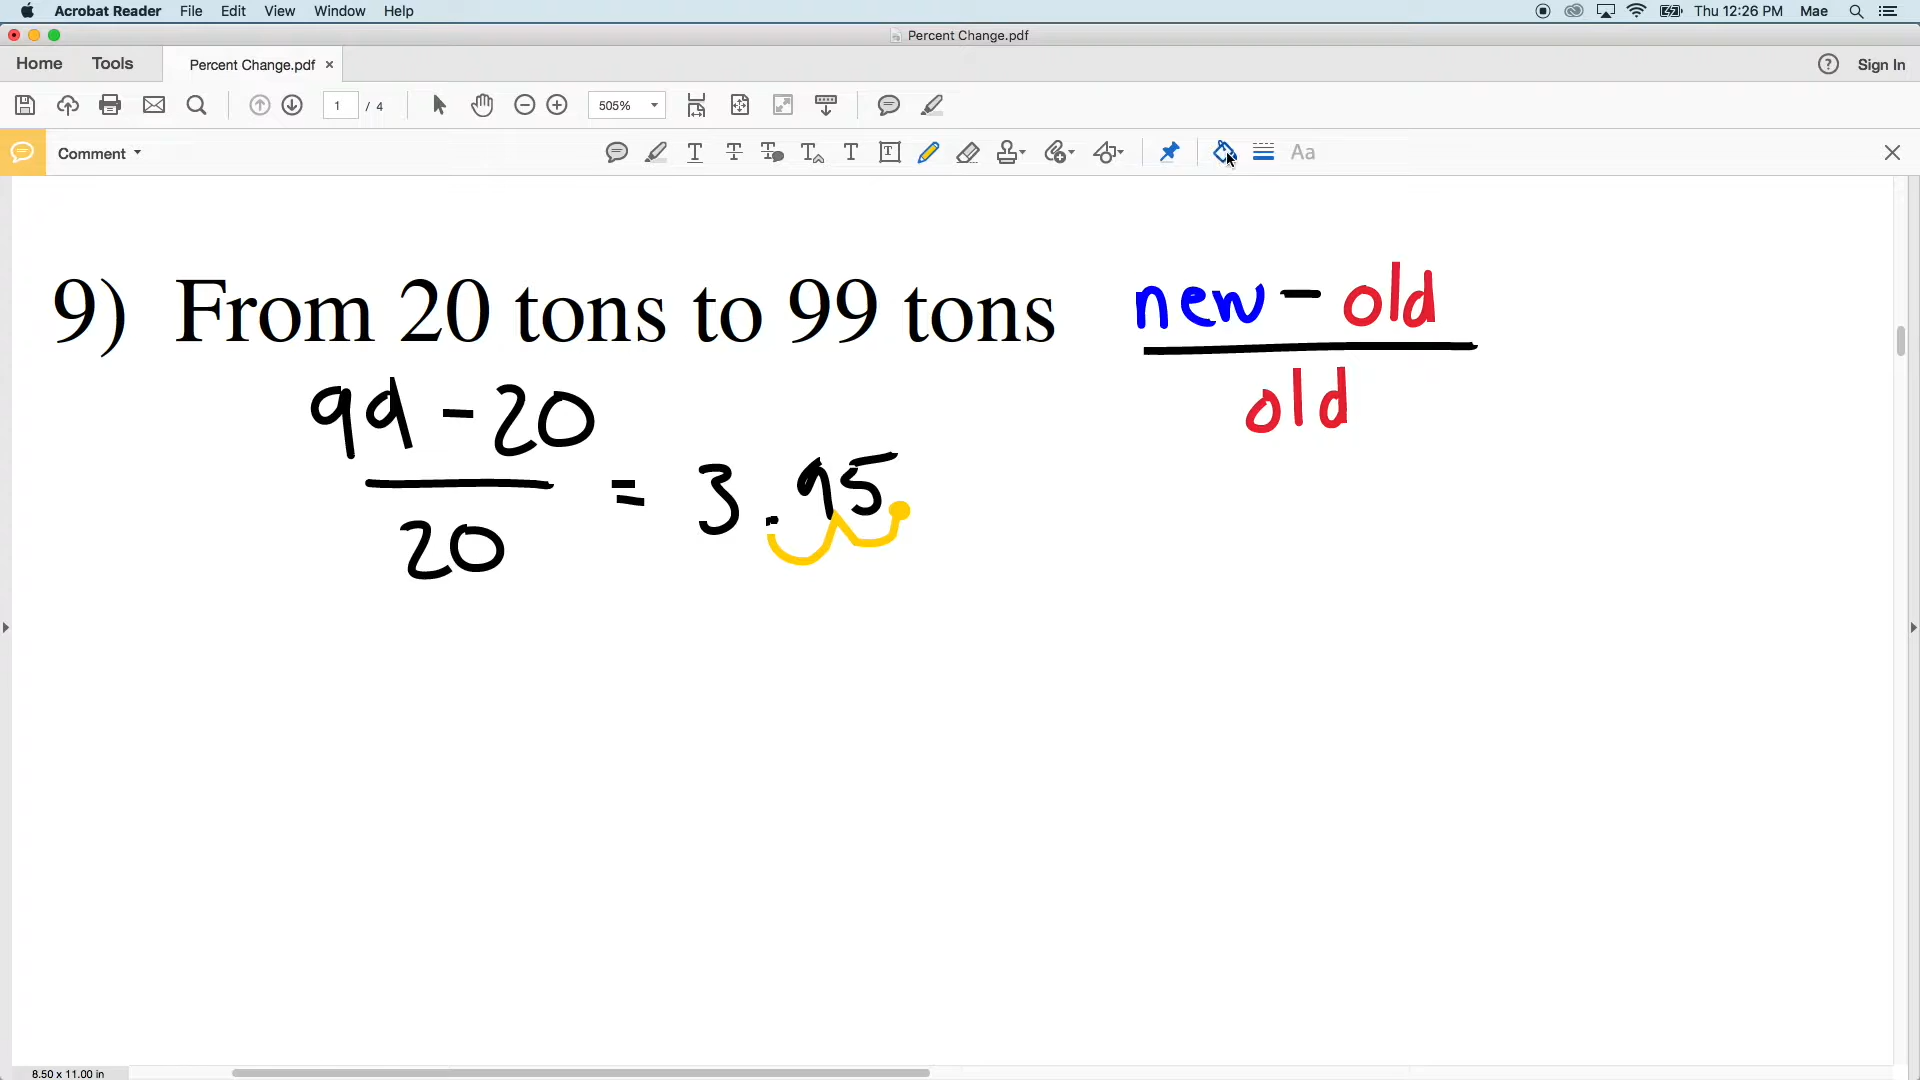 Acrobat Reader File Edit View Window Help Thu 12:26 PM Mae
Percent Change.pdf
Home Tools Percent Change.pdf × ? Sign In
1 / 4 505%
Comment T T T T T T Aa
9) From 20 tons to 99 tons
new - old
old
99 - 20
20
= 3.95
8.50 x 11.00 in